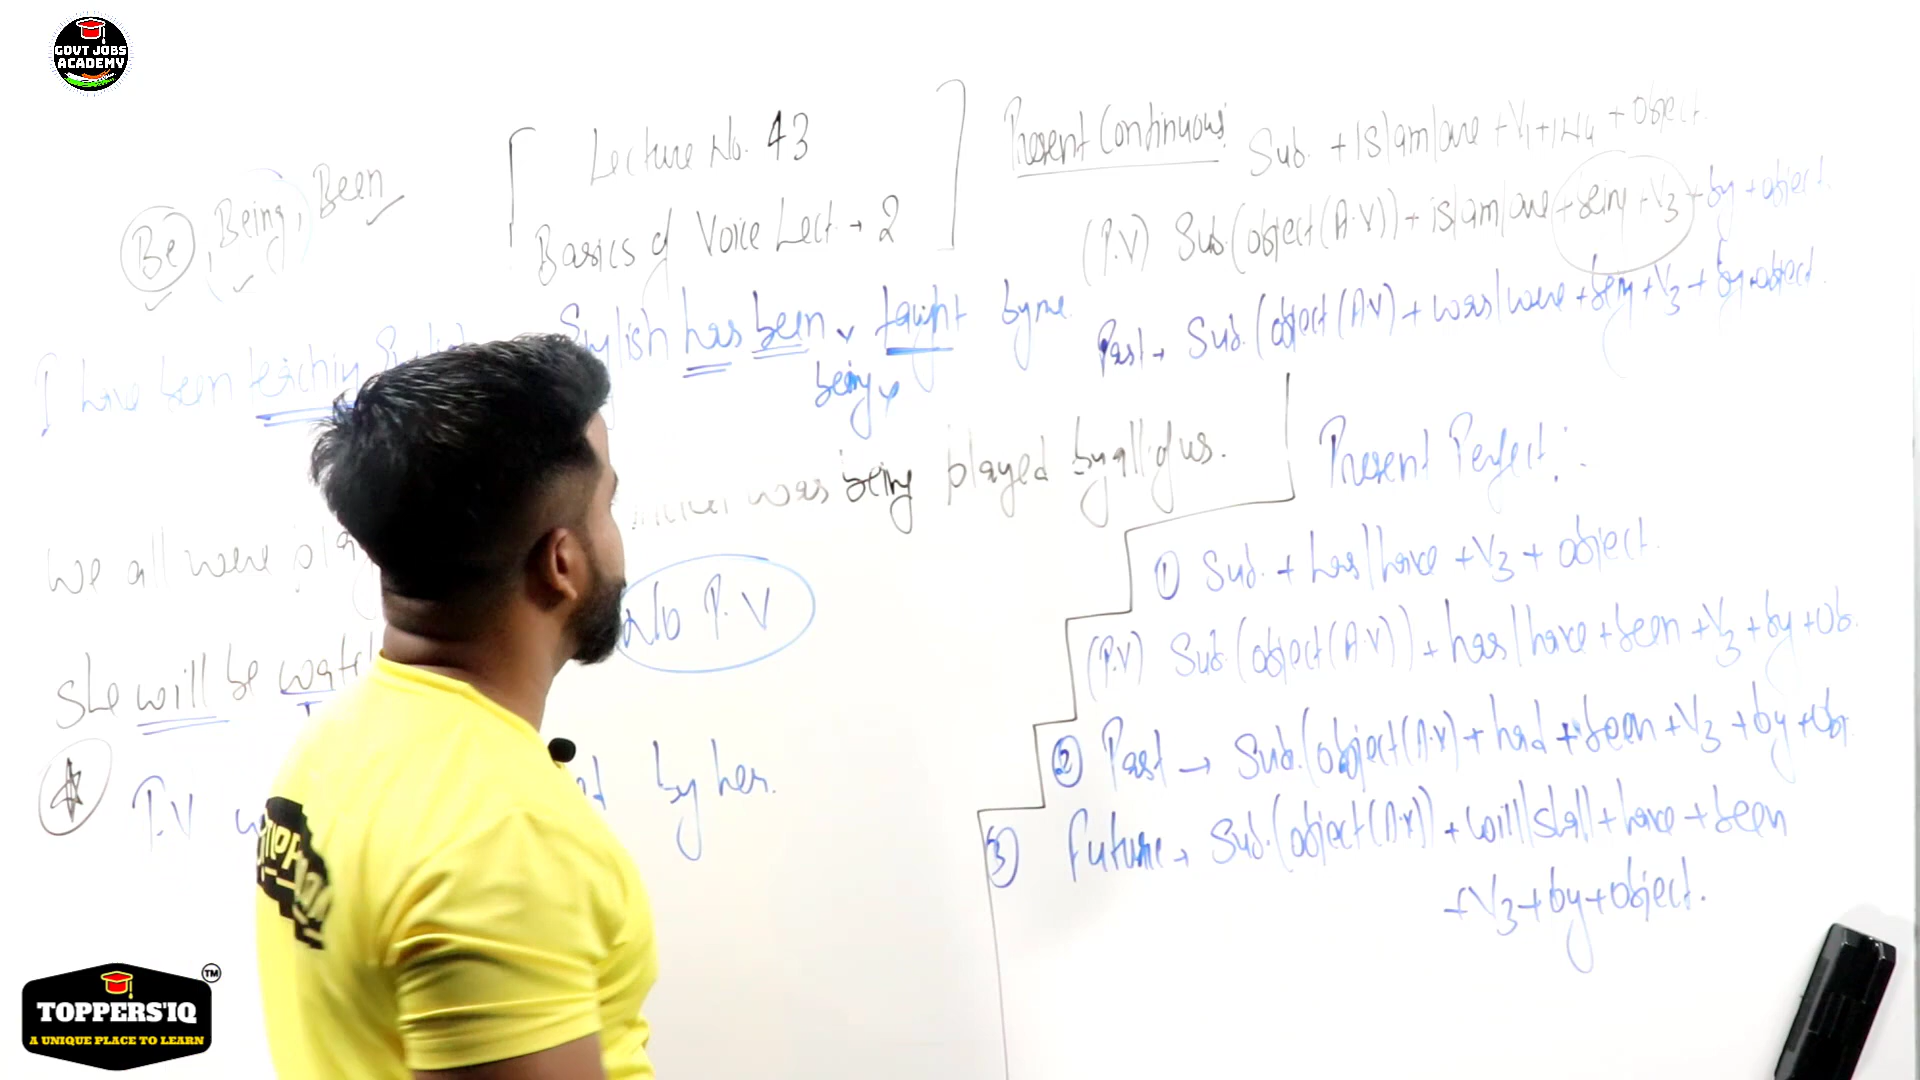 GOVT JOBS
ACADEMY
Be, Being, Been
Lecture No. 43
Basics of Voice Lect → 2
Present Continuous: Sub. + is/am/are + V1 + ing + object.
(P.V) Sub. (object (A.V)) + is/am/are + being + V3 + by + object.
Past → Sub. (object (A.V) + was/were + being + V3 + by + object.
I have been teaching
has been taught by me.
being
We all were
was being played by all of us.
She will be
No P.V
P.V
by her.
Present Perfect:
① Sub. + has/have + V3 + object.
(P.V) Sub. (object (A.V)) + has/have + been + V3 + by + ob.
② Past → Sub. (object (A.V) + had + been + V3 + by + obj.
③ Future → Sub. (object (A.V)) + will/shall + have + been
+ V3 + by + object.
TOPPERS'IQ
TM
A UNIQUE PLACE TO LEARN